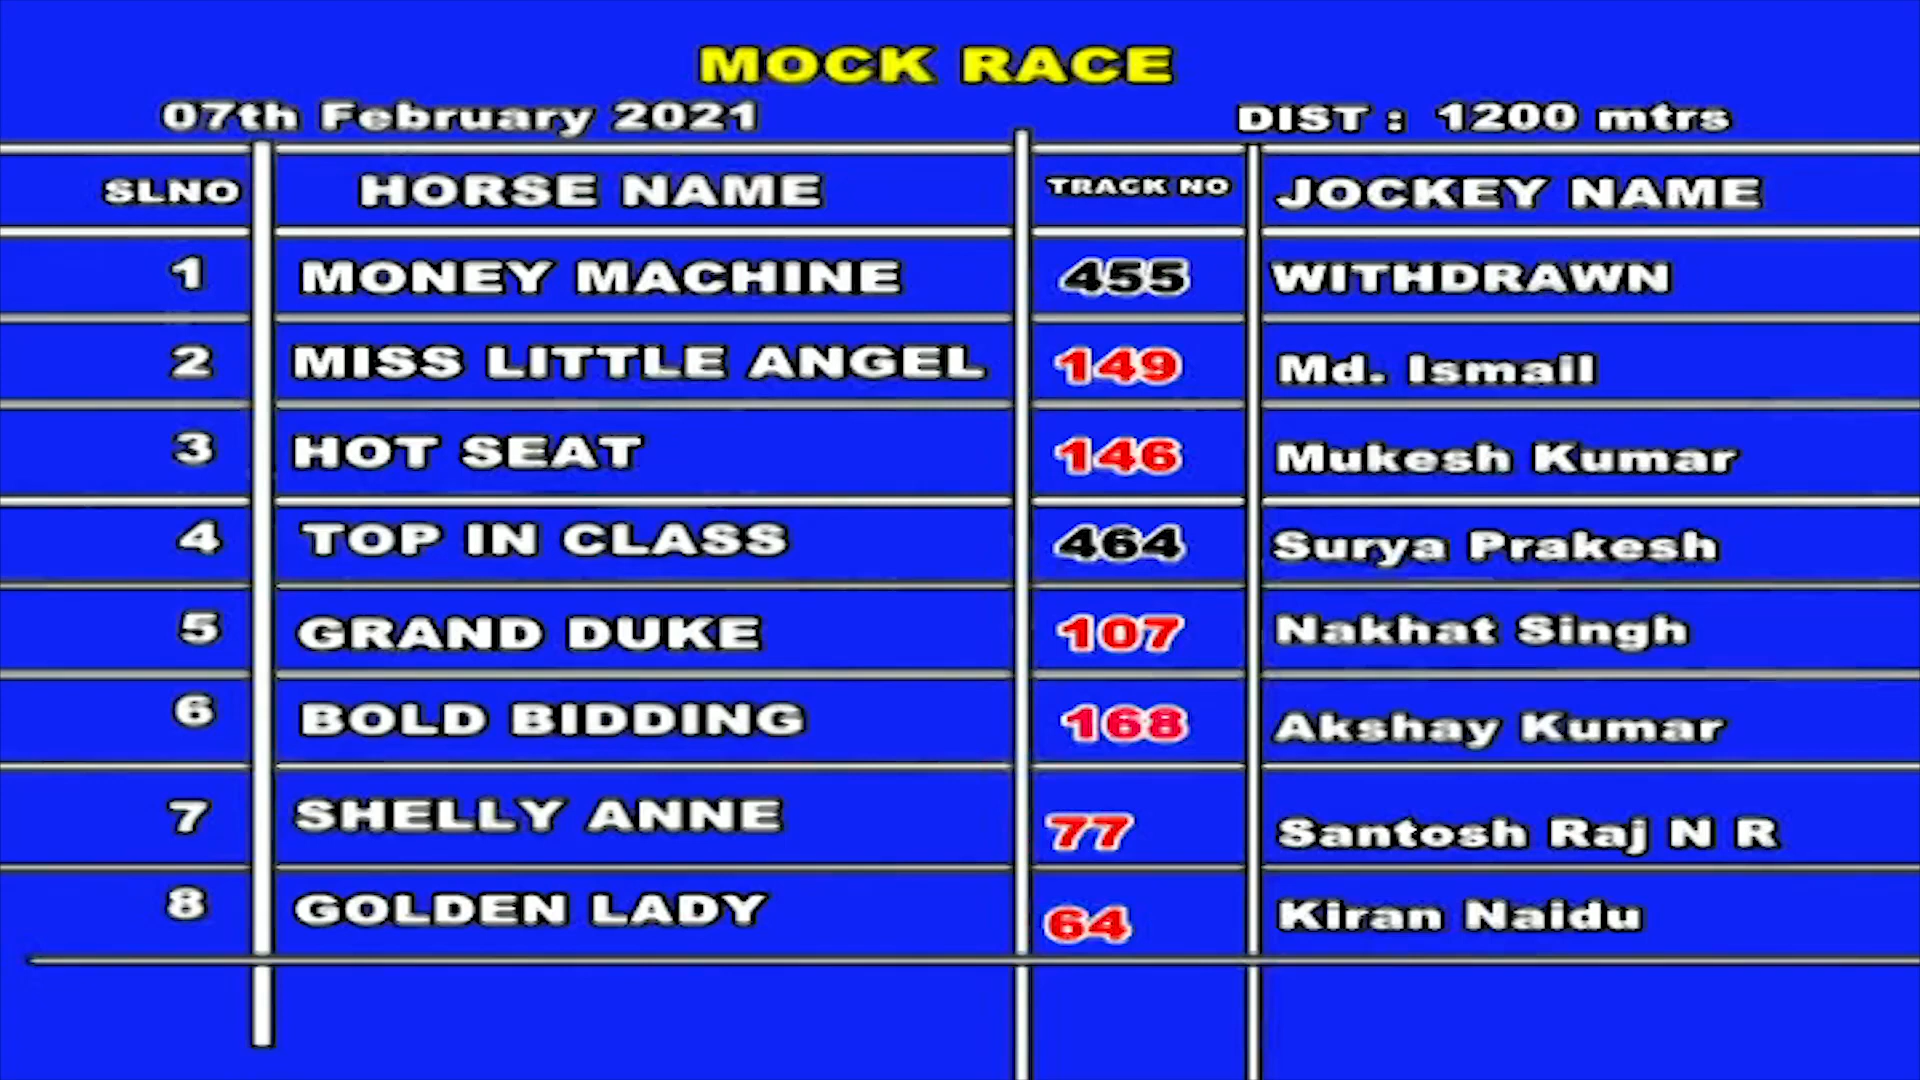 MOCK RACE
07th February 2021 DIST : 1200 mtrs
SLNO HORSE NAME TRACK NO JOCKEY NAME
1 MONEY MACHINE 455 WITHDRAWN
2 MISS LITTLE ANGEL 149 Md. Ismail
3 HOT SEAT 146 Mukesh Kumar
4 TOP IN CLASS 464 Surya Prakesh
5 GRAND DUKE 107 Nakhat Singh
6 BOLD BIDDING 168 Akshay Kumar
7 SHELLY ANNE 77 Santosh Raj N R
8 GOLDEN LADY 64 Kiran Naidu